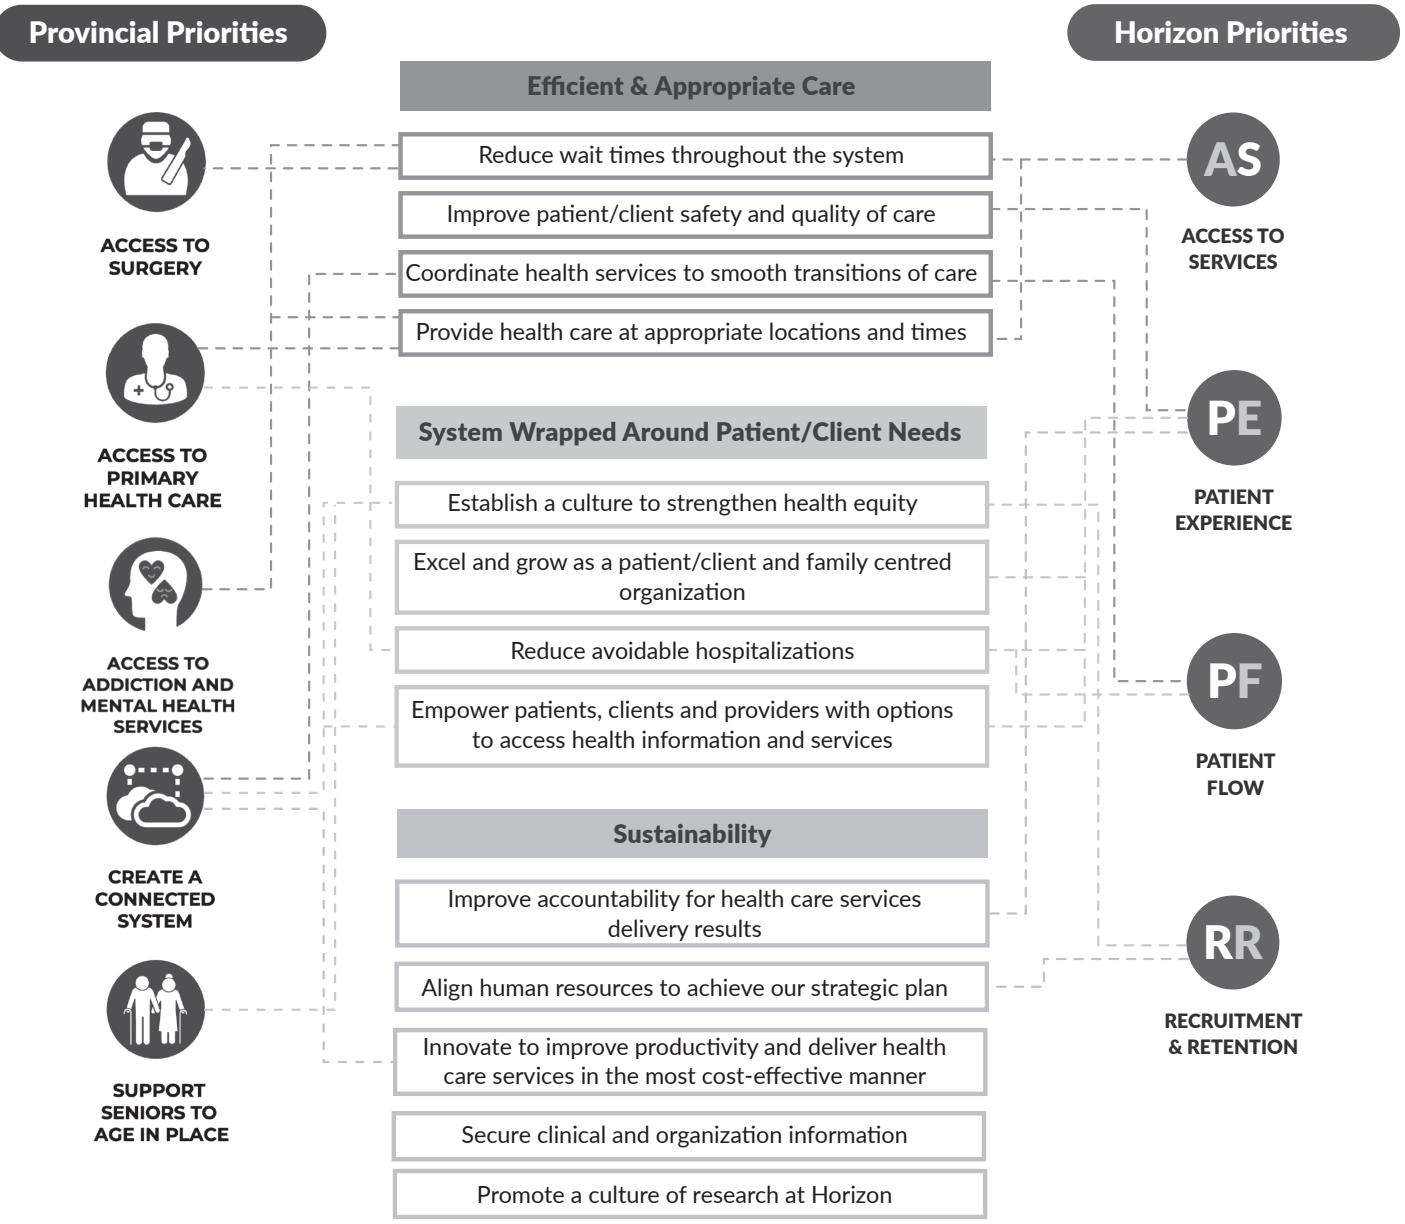 Provincial Priorities
Horizon Priorities
Efficient & Appropriate Care
Reduce wait times throughout the system
Improve patient/client safety and quality of care
Coordinate health services to smooth transitions of care
Provide health care at appropriate locations and times
System Wrapped Around Patient/Client Needs
Establish a culture to strengthen health equity
Excel and grow as a patient/client and family centred
organization
Reduce avoidable hospitalizations
Empower patients, clients and providers with options
to access health information and services
Sustainability
Improve accountability for health care services
delivery results
Align human resources to achieve our strategic plan
Innovate to improve productivity and deliver health
care services in the most cost-effective manner
Secure clinical and organization information
Promote a culture of research at Horizon
ACCESS TO
SURGERY
ACCESS TO
PRIMARY
HEALTH CARE
ACCESS TO
ADDICTION AND
MENTAL HEALTH
SERVICES
CREATE A
CONNECTED
SYSTEM
SUPPORT
SENIORS TO
AGE IN PLACE
AS
ACCESS TO
SERVICES
PE
PATIENT
EXPERIENCE
PF
PATIENT
FLOW
RR
RECRUITMENT
& RETENTION